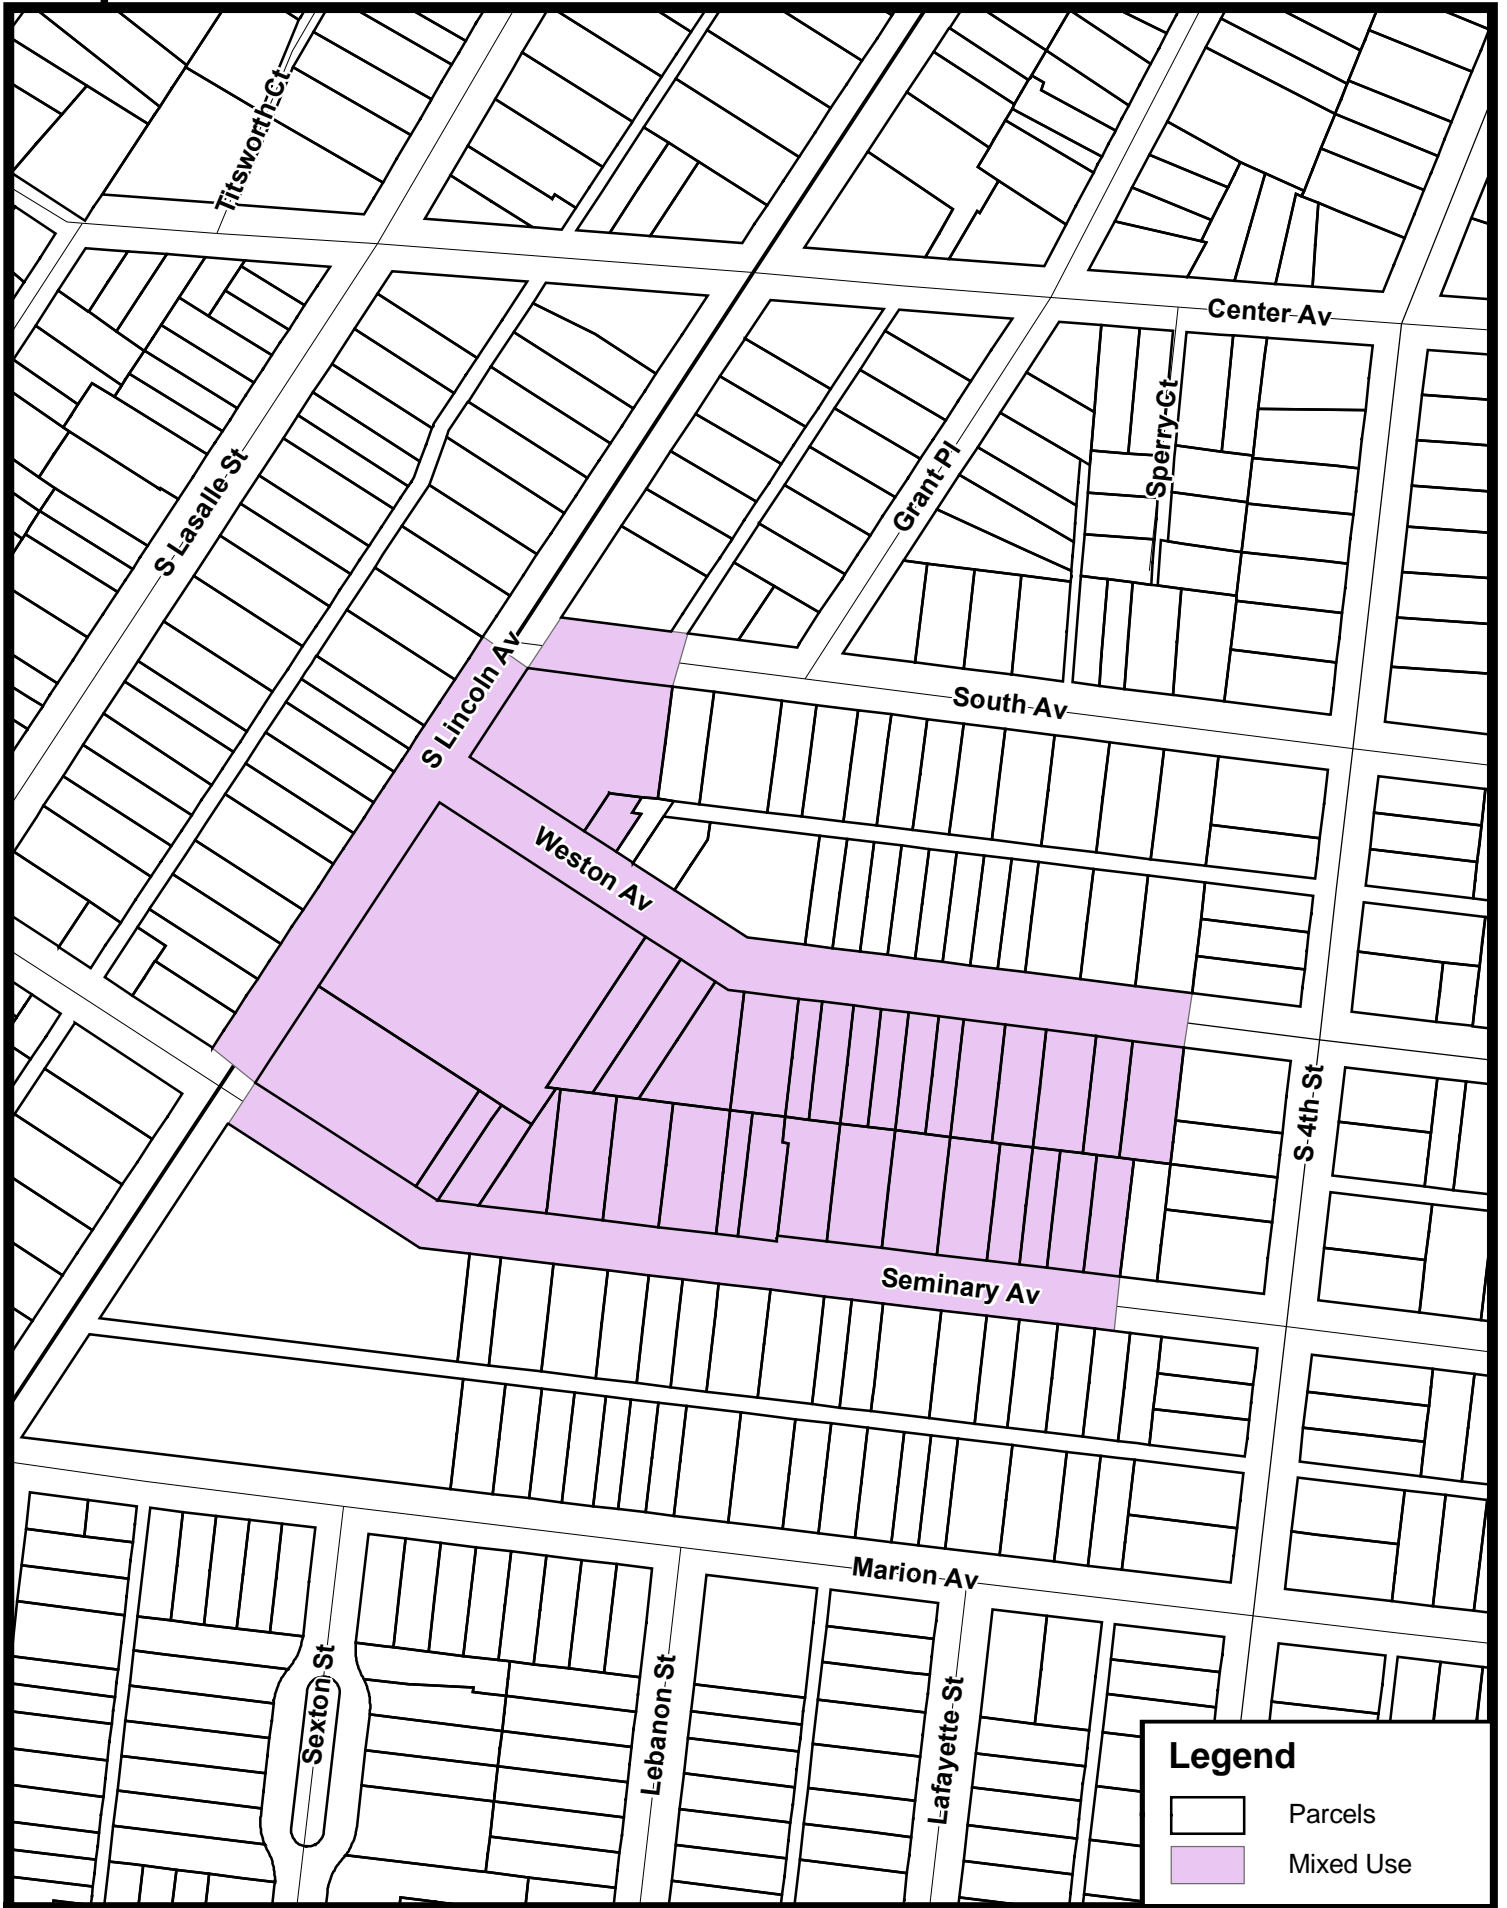 Titsworth Ct
Center Av
Sperry Ct
Grant Pl
S Lasalle St
S Lincoln Av
South Av
Weston Av
S 4th St
Seminary Av
Marion Av
Sexton St
Lebanon St
Lafayette St
Legend
Parcels
Mixed Use